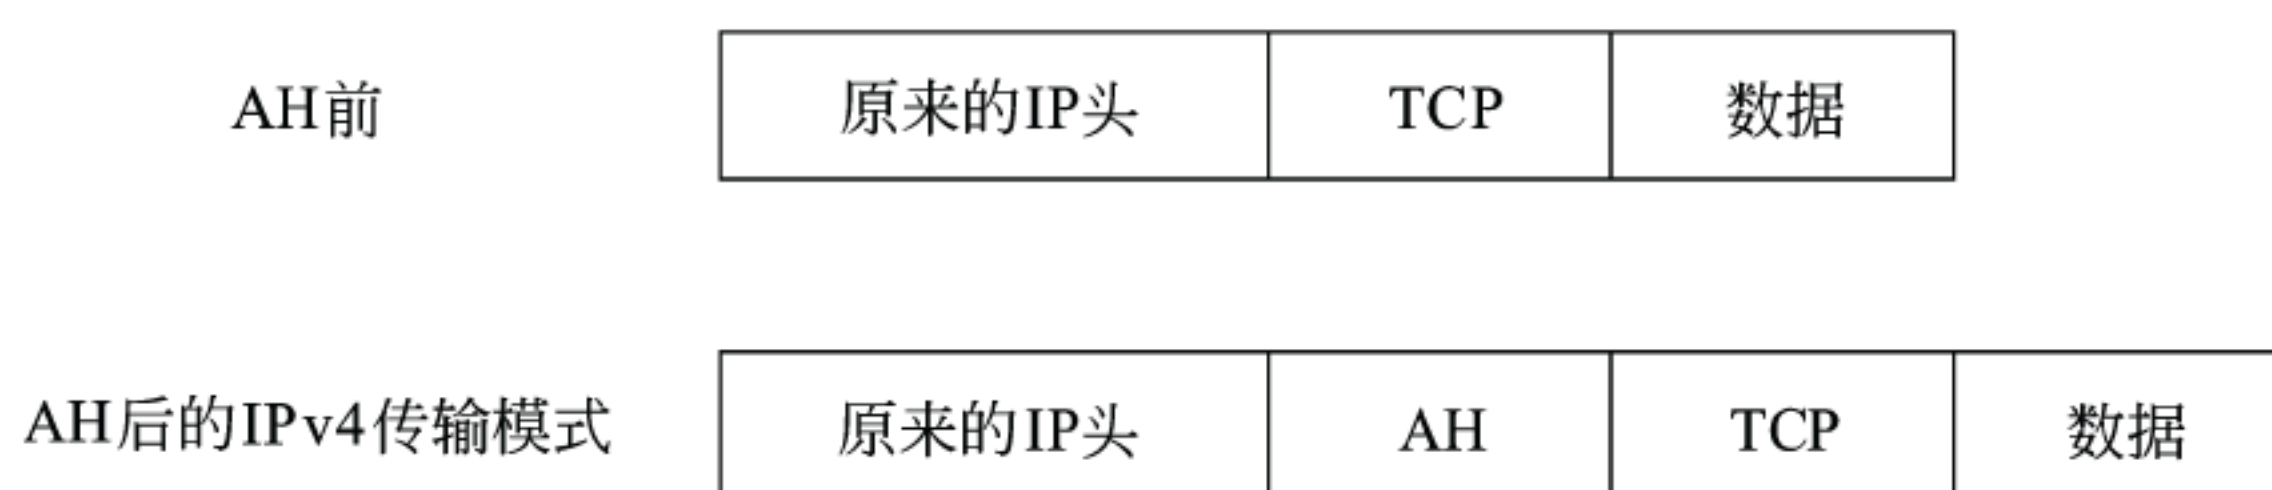 AH前 原来的IP头 TCP 数据
AH后的IPv4传输模式 原来的IP头 AH TCP 数据